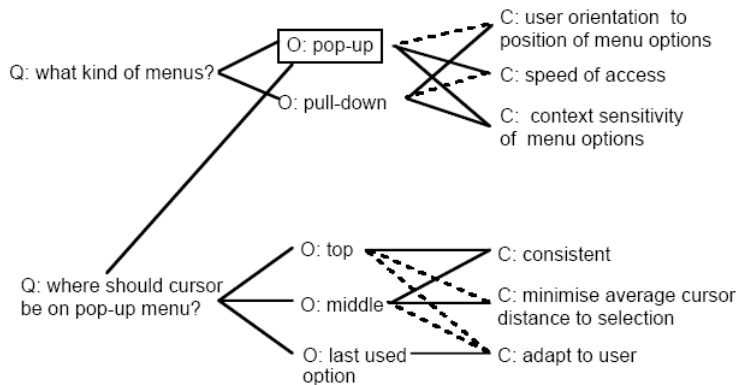 C: user orientation to
position of menu options
O: pop-up
Q: what kind of menus?
C: speed of access
O: pull-down
C: context sensitivity
of menu options
O: top
C: consistent
Q: where should cursor
be on pop-up menu?
O: middle
C: minimise average cursor
distance to selection
O: last used
option
C: adapt to user